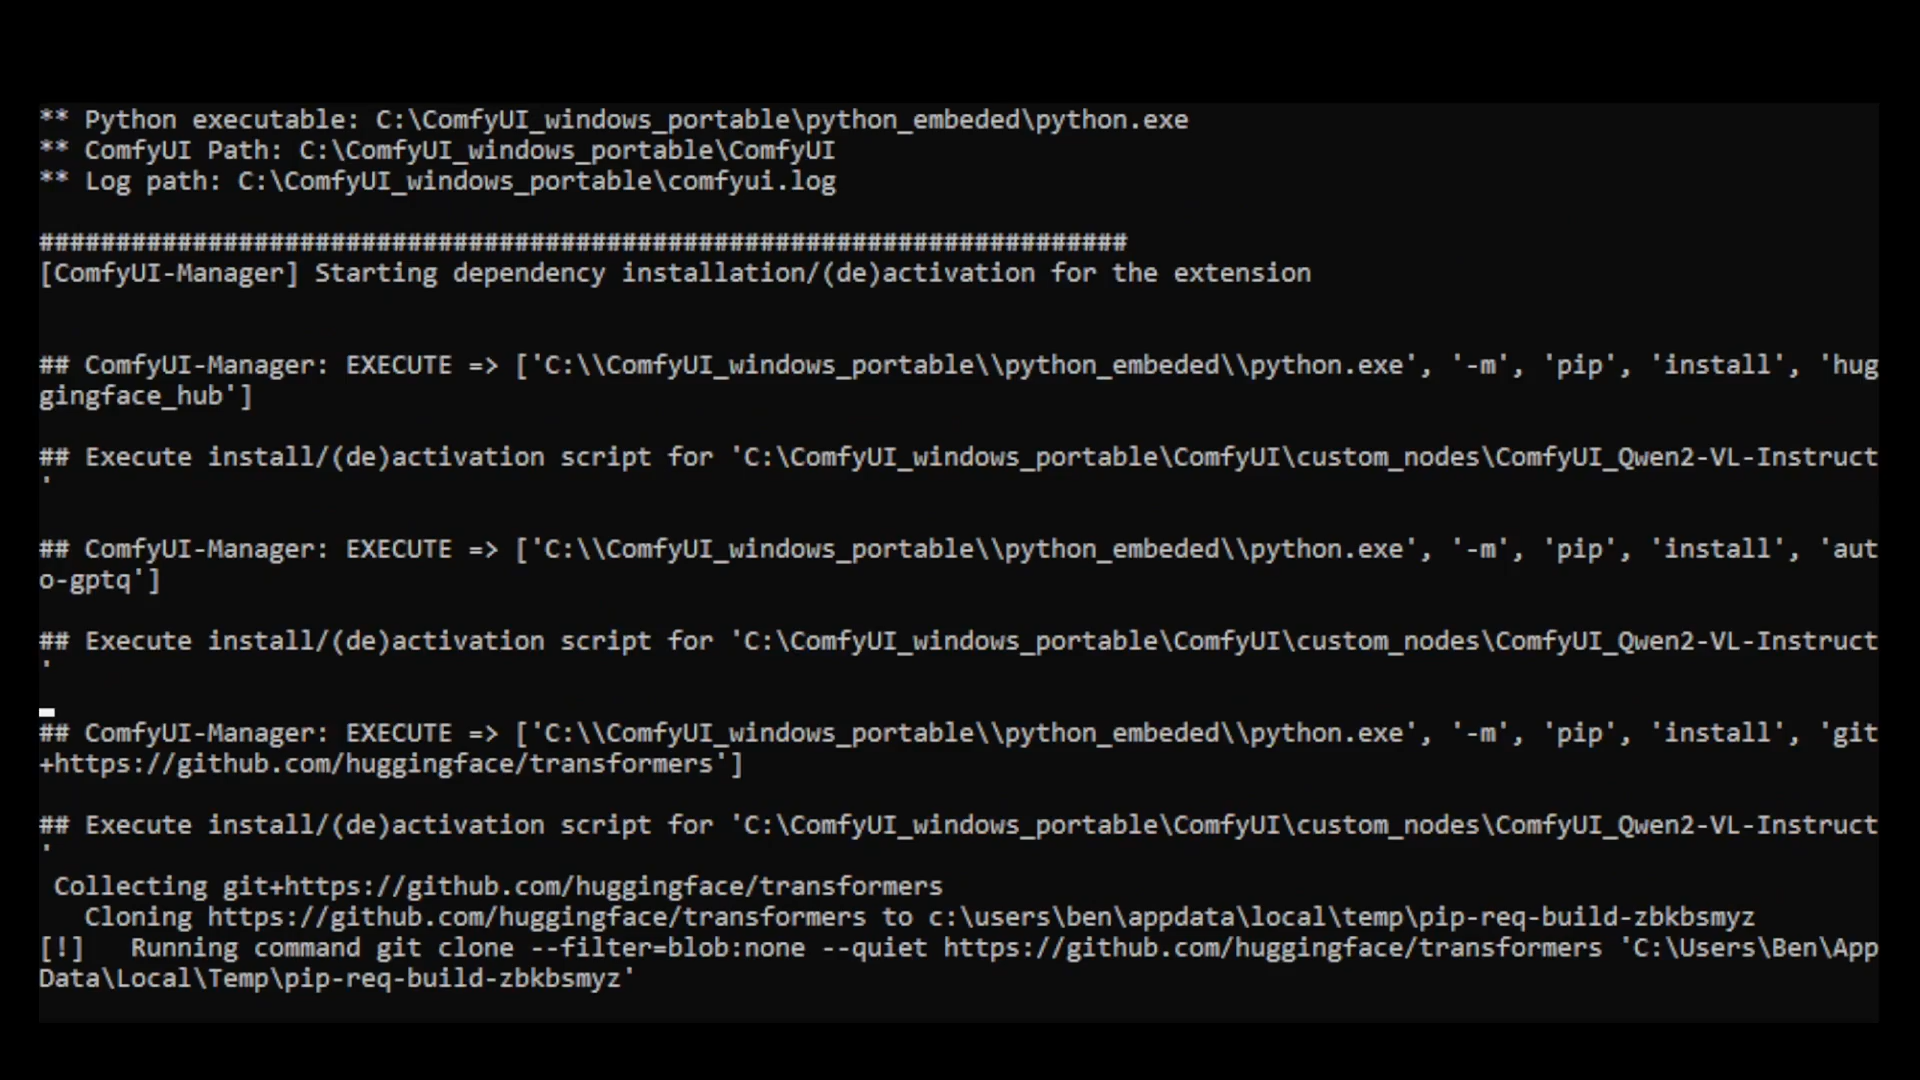 ** Python executable: C:\ComfyUI_windows_portable\python_embeded\python.exe
** ComfyUI Path: C:\ComfyUI_windows_portable\ComfyUI
** Log path: C:\ComfyUI_windows_portable\comfyui.log
#######################################################################
[ComfyUI-Manager] Starting dependency installation/(de)activation for the extension
## ComfyUI-Manager: EXECUTE => ['C:\\ComfyUI_windows_portable\\python_embeded\\python.exe', '-m', 'pip', 'install', 'hug
gingface_hub']
## Execute install/(de)activation script for 'C:\ComfyUI_windows_portable\ComfyUI\custom_nodes\ComfyUI_Qwen2-VL-Instruct
'
## ComfyUI-Manager: EXECUTE => ['C:\\ComfyUI_windows_portable\\python_embeded\\python.exe', '-m', 'pip', 'install', 'aut
o-gptq']
## Execute install/(de)activation script for 'C:\ComfyUI_windows_portable\ComfyUI\custom_nodes\ComfyUI_Qwen2-VL-Instruct
'
## ComfyUI-Manager: EXECUTE => ['C:\\ComfyUI_windows_portable\\python_embeded\\python.exe', '-m', 'pip', 'install', 'git
+https://github.com/huggingface/transformers']
## Execute install/(de)activation script for 'C:\ComfyUI_windows_portable\ComfyUI\custom_nodes\ComfyUI_Qwen2-VL-Instruct
'
Collecting git+https://github.com/huggingface/transformers
Cloning https://github.com/huggingface/transformers to c:\users\ben\appdata\local\temp\pip-req-build-zbkbsmyz
[!]   Running command git clone --filter=blob:none --quiet https://github.com/huggingface/transformers 'C:\Users\Ben\App
Data\Local\Temp\pip-req-build-zbkbsmyz'